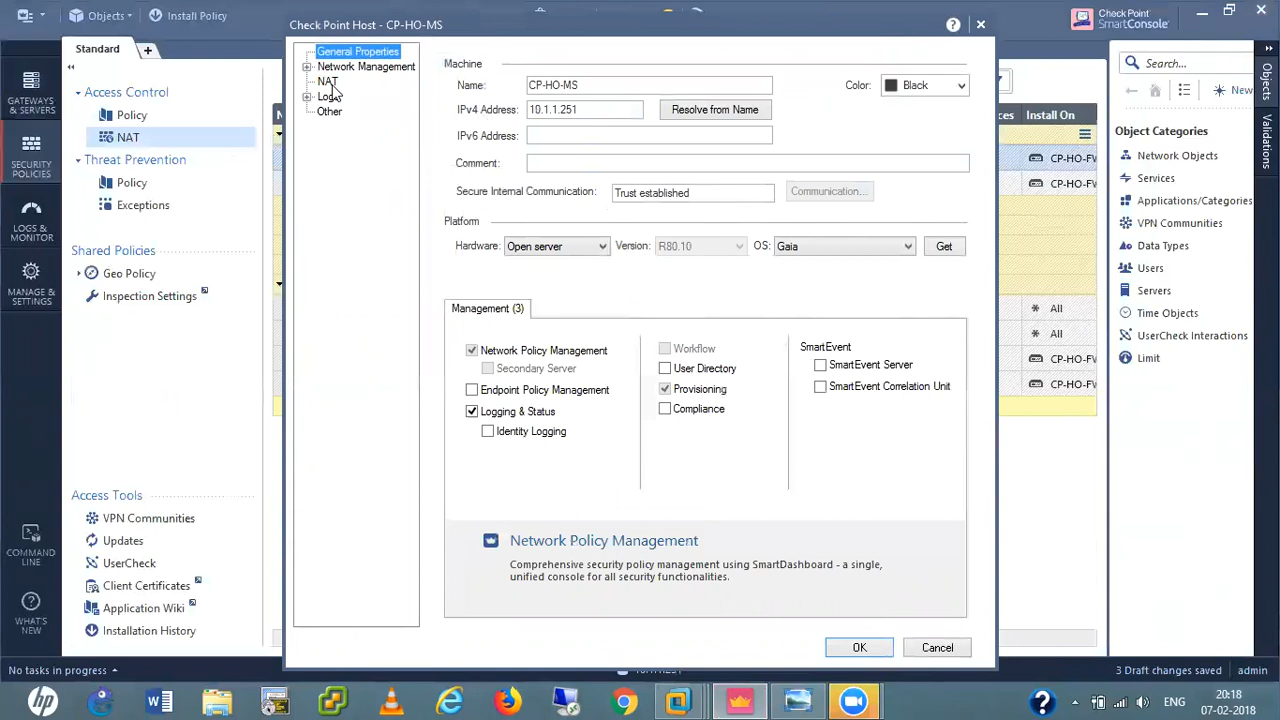 Objects
Install Policy
Check Point Host - CP-HO-MS
?
SmartConsole
Standard
+
GATEWAYS
& SERVERS
SECURITY
POLICIES
LOGS &
MONITOR
MANAGE &
SETTINGS
COMMAND
LINE
WHAT'S
NEW
Access Control
Policy
NAT
Threat Prevention
Policy
Exceptions
Shared Policies
Geo Policy
Inspection Settings
Access Tools
VPN Communities
Updates
UserCheck
Client Certificates
Application Wiki
Installation History
General Properties
Network Management
NAT
Other
Machine
Name: CP-HO-MS
Color: Black
IPv4 Address: 10.1.1.251
Resolve from Name
IPv6 Address:
Comment:
Secure Internal Communication: Trust established
Communication...
Platform
Hardware: Open server
Version: R80.10
OS: Gaia
Get
Management (3)
Network Policy Management
Secondary Server
Endpoint Policy Management
Logging & Status
Identity Logging
Workflow
User Directory
Provisioning
Compliance
SmartEvent
SmartEvent Server
SmartEvent Correlation Unit
Network Policy Management
Comprehensive security policy management using SmartDashboard - a single,
unified console for all security functionalities.
OK
Cancel
Install On
CP-HO-FW
CP-HO-FW
All
All
CP-HO-FW
CP-HO-FW
Search...
New
Object Categories
Network Objects
Services
Applications/Categories
VPN Communities
Data Types
Users
Servers
Time Objects
UserCheck Interactions
Limit
Objects
Validations
No tasks in progress
3 Draft changes saved
admin
ENG
20:18
07-02-2018